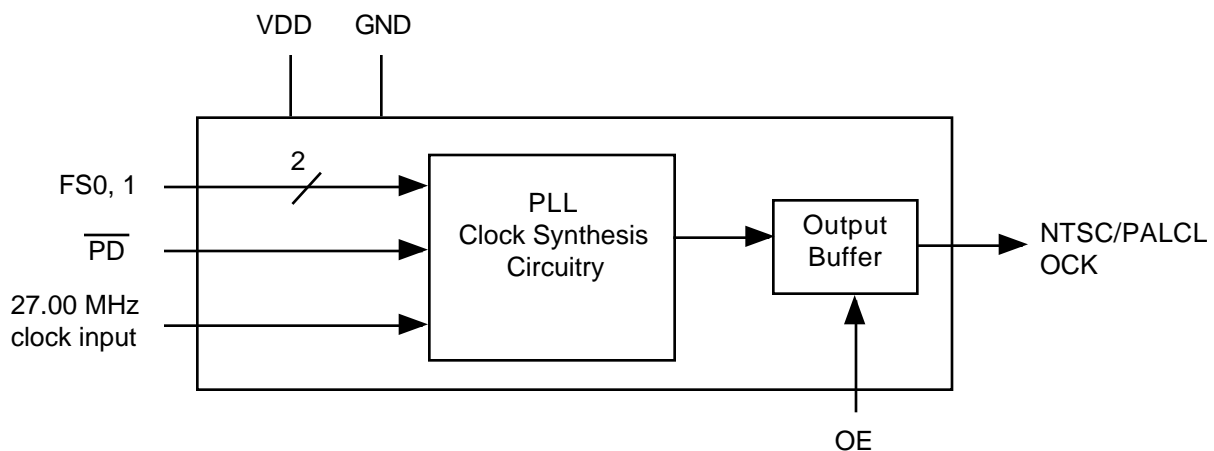 VDD GND
2
FS0, 1
PD
27.00 MHz
clock input
PLL
Clock Synthesis
Circuitry
Output
Buffer
NTSC/PALCL
OCK
OE